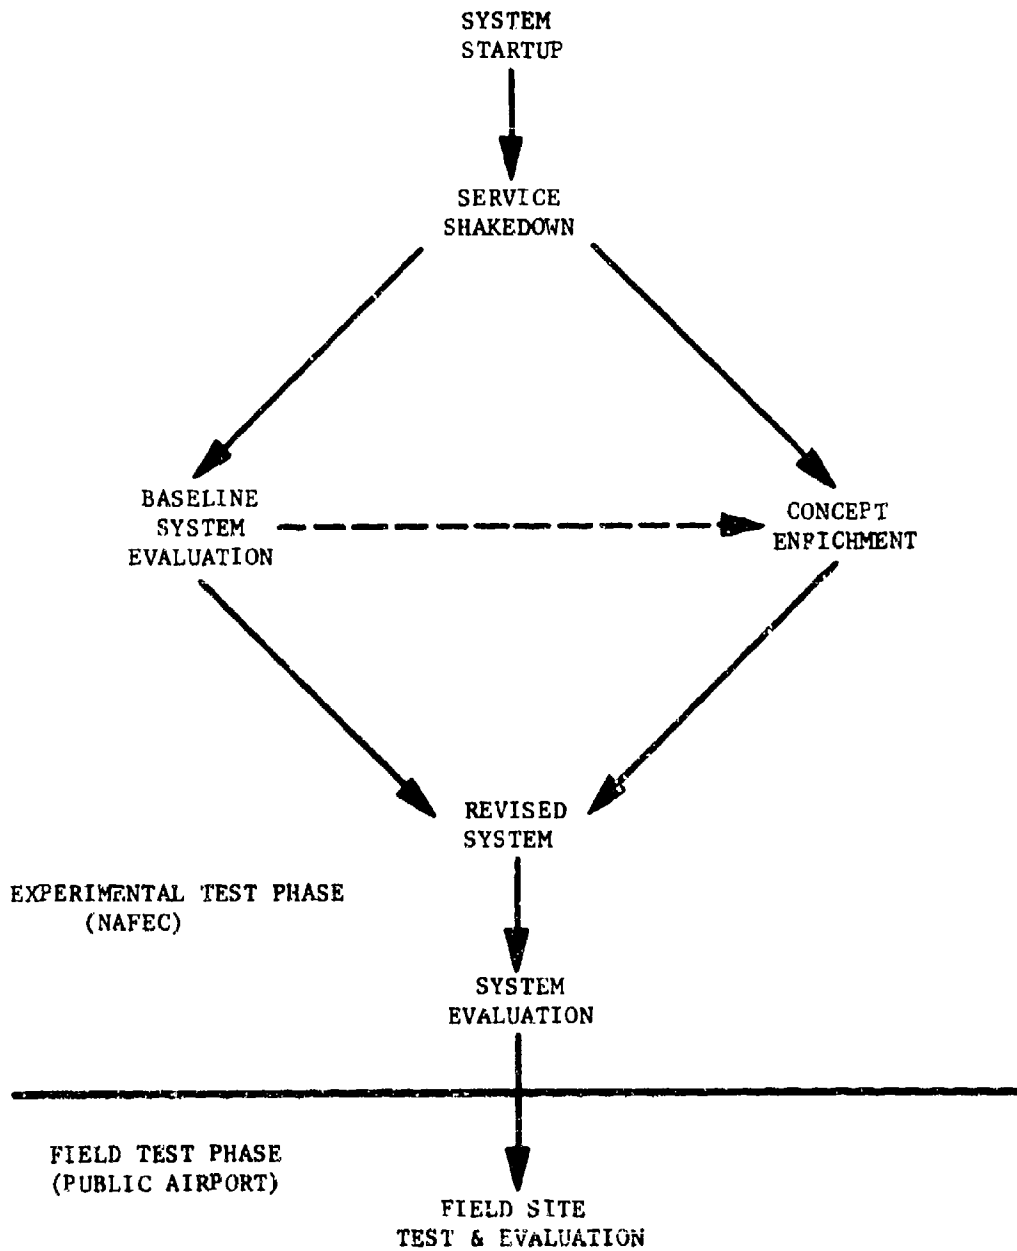 SYSTEM
STARTUP
SERVICE
SHAKEDOWN
BASELINE
SYSTEM
EVALUATION
CONCEPT
ENRICHMENT
REVISED
SYSTEM
EXPERIMENTAL TEST PHASE
(NAFEC)
SYSTEM
EVALUATION
FIELD TEST PHASE
(PUBLIC AIRPORT)
FIELD SITE
TEST & EVALUATION